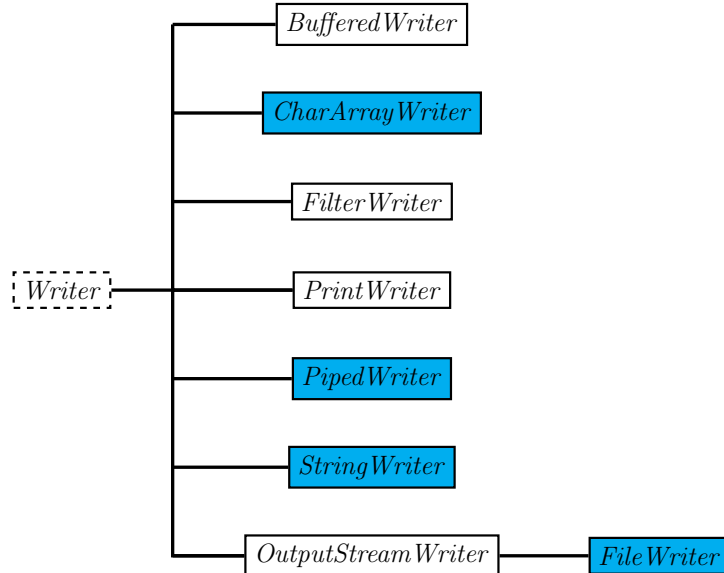 BufferedWriter
CharArrayWriter
FilterWriter
Writer
PrintWriter
PipedWriter
StringWriter
OutputStreamWriter
FileWriter